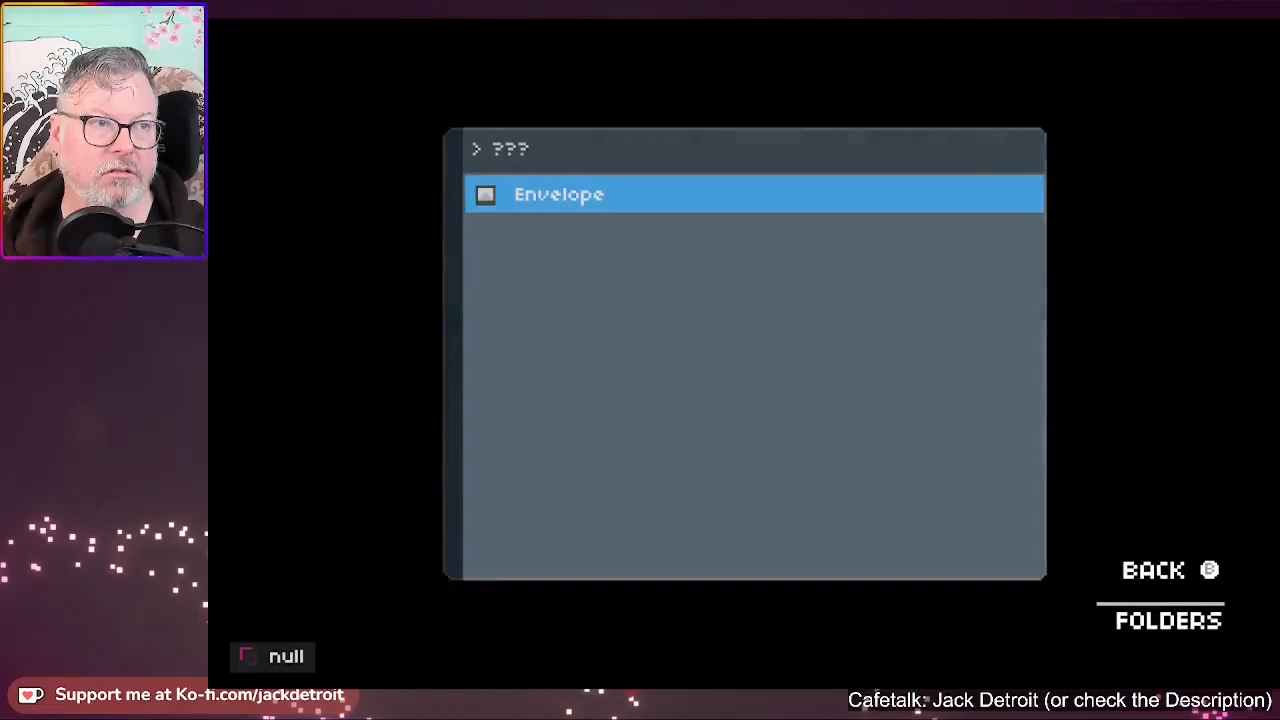 > ???
Envelope
BACK B
FOLDERS
null
Support me at Ko-fi.com/jackdetroit
Cafetalk: Jack Detroit (or check the Description)